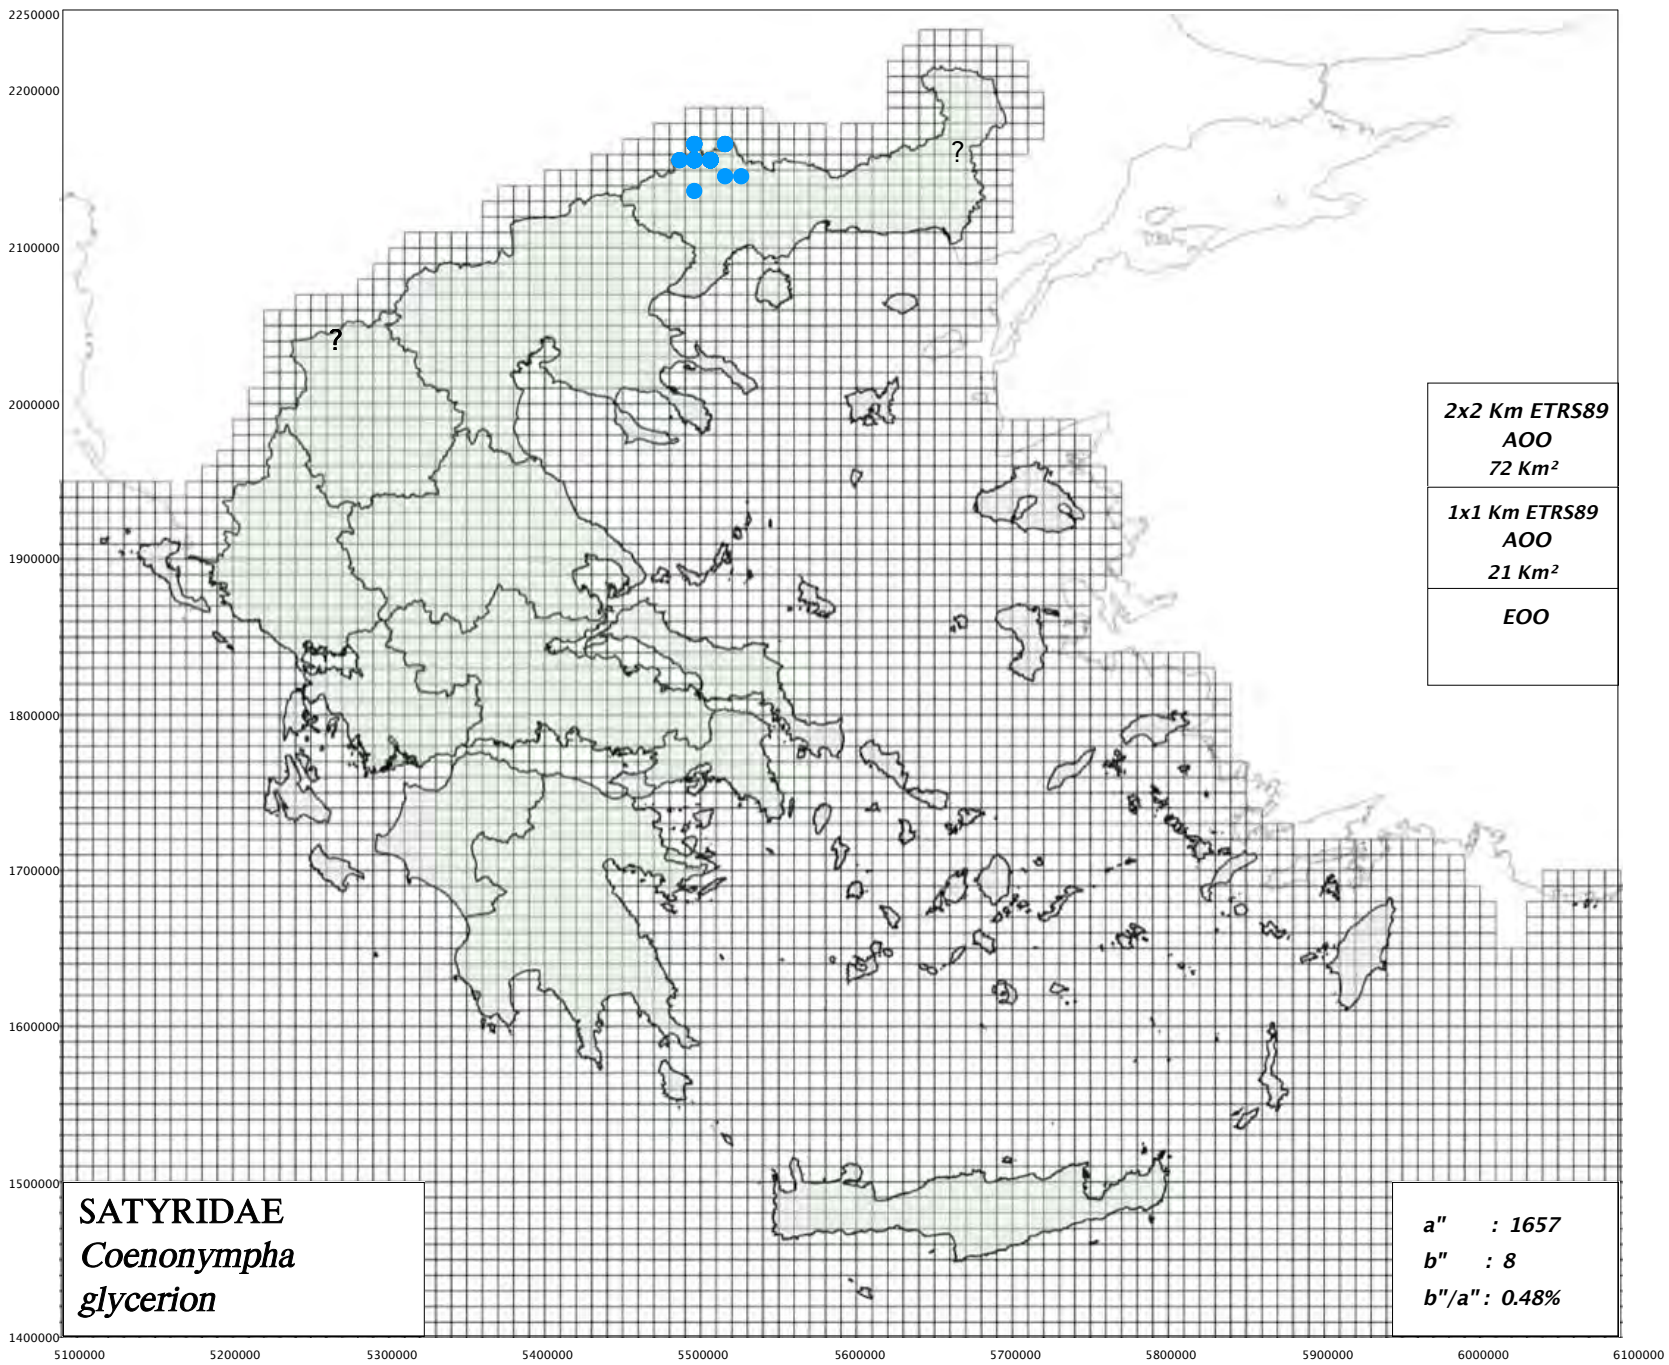 2250000
2200000
2100000
2000000
1900000
1800000
1700000
1600000
1500000
1400000
?
?
2x2 Km ETRS89
AOO
72 Km²
1x1 Km ETRS89
AOO
21 Km²
EOO
SATYRIDAE
Coenonympha
glycerion
a" : 1657
b" : 8
b"/a" : 0.48%
5100000 5200000 5300000 5400000 5500000 5600000 5700000 5800000 5900000 6000000 6100000